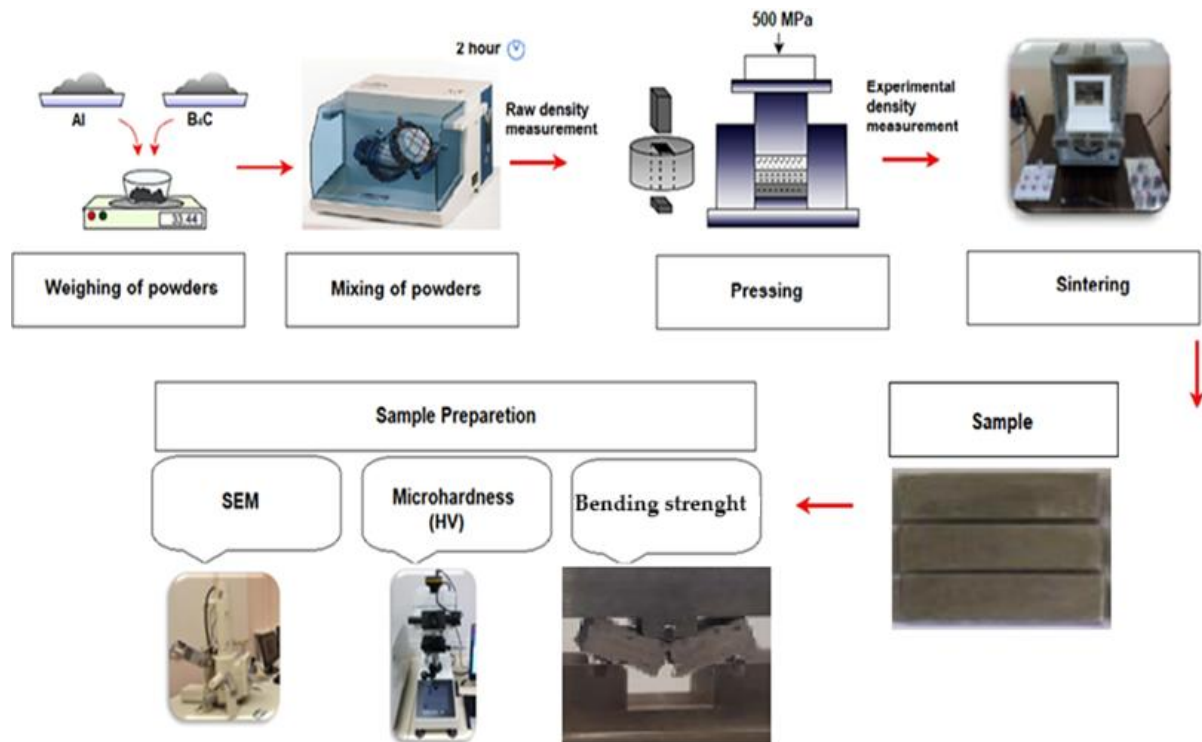 2 hour
500 MPa
Al
B₄C
33.44
Raw density
measurement
Experimental
density
measurement
Weighing of powders
Mixing of powders
Pressing
Sintering
Sample Preparetion
Sample
SEM
Microhardness
(HV)
Bending strenght